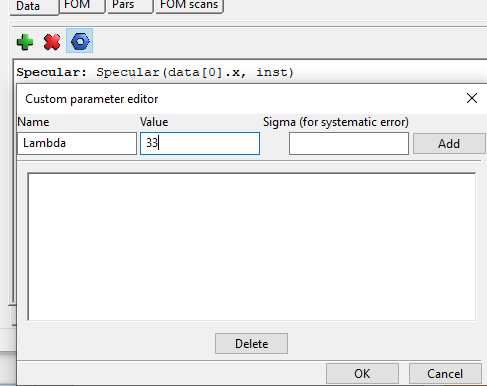 Data FOM Pars FOM scans
Specular: Specular(data[0].x, inst)
Custom parameter editor
Name Value Sigma (for systematic error)
Lambda 33 Add
Delete
OK Cancel